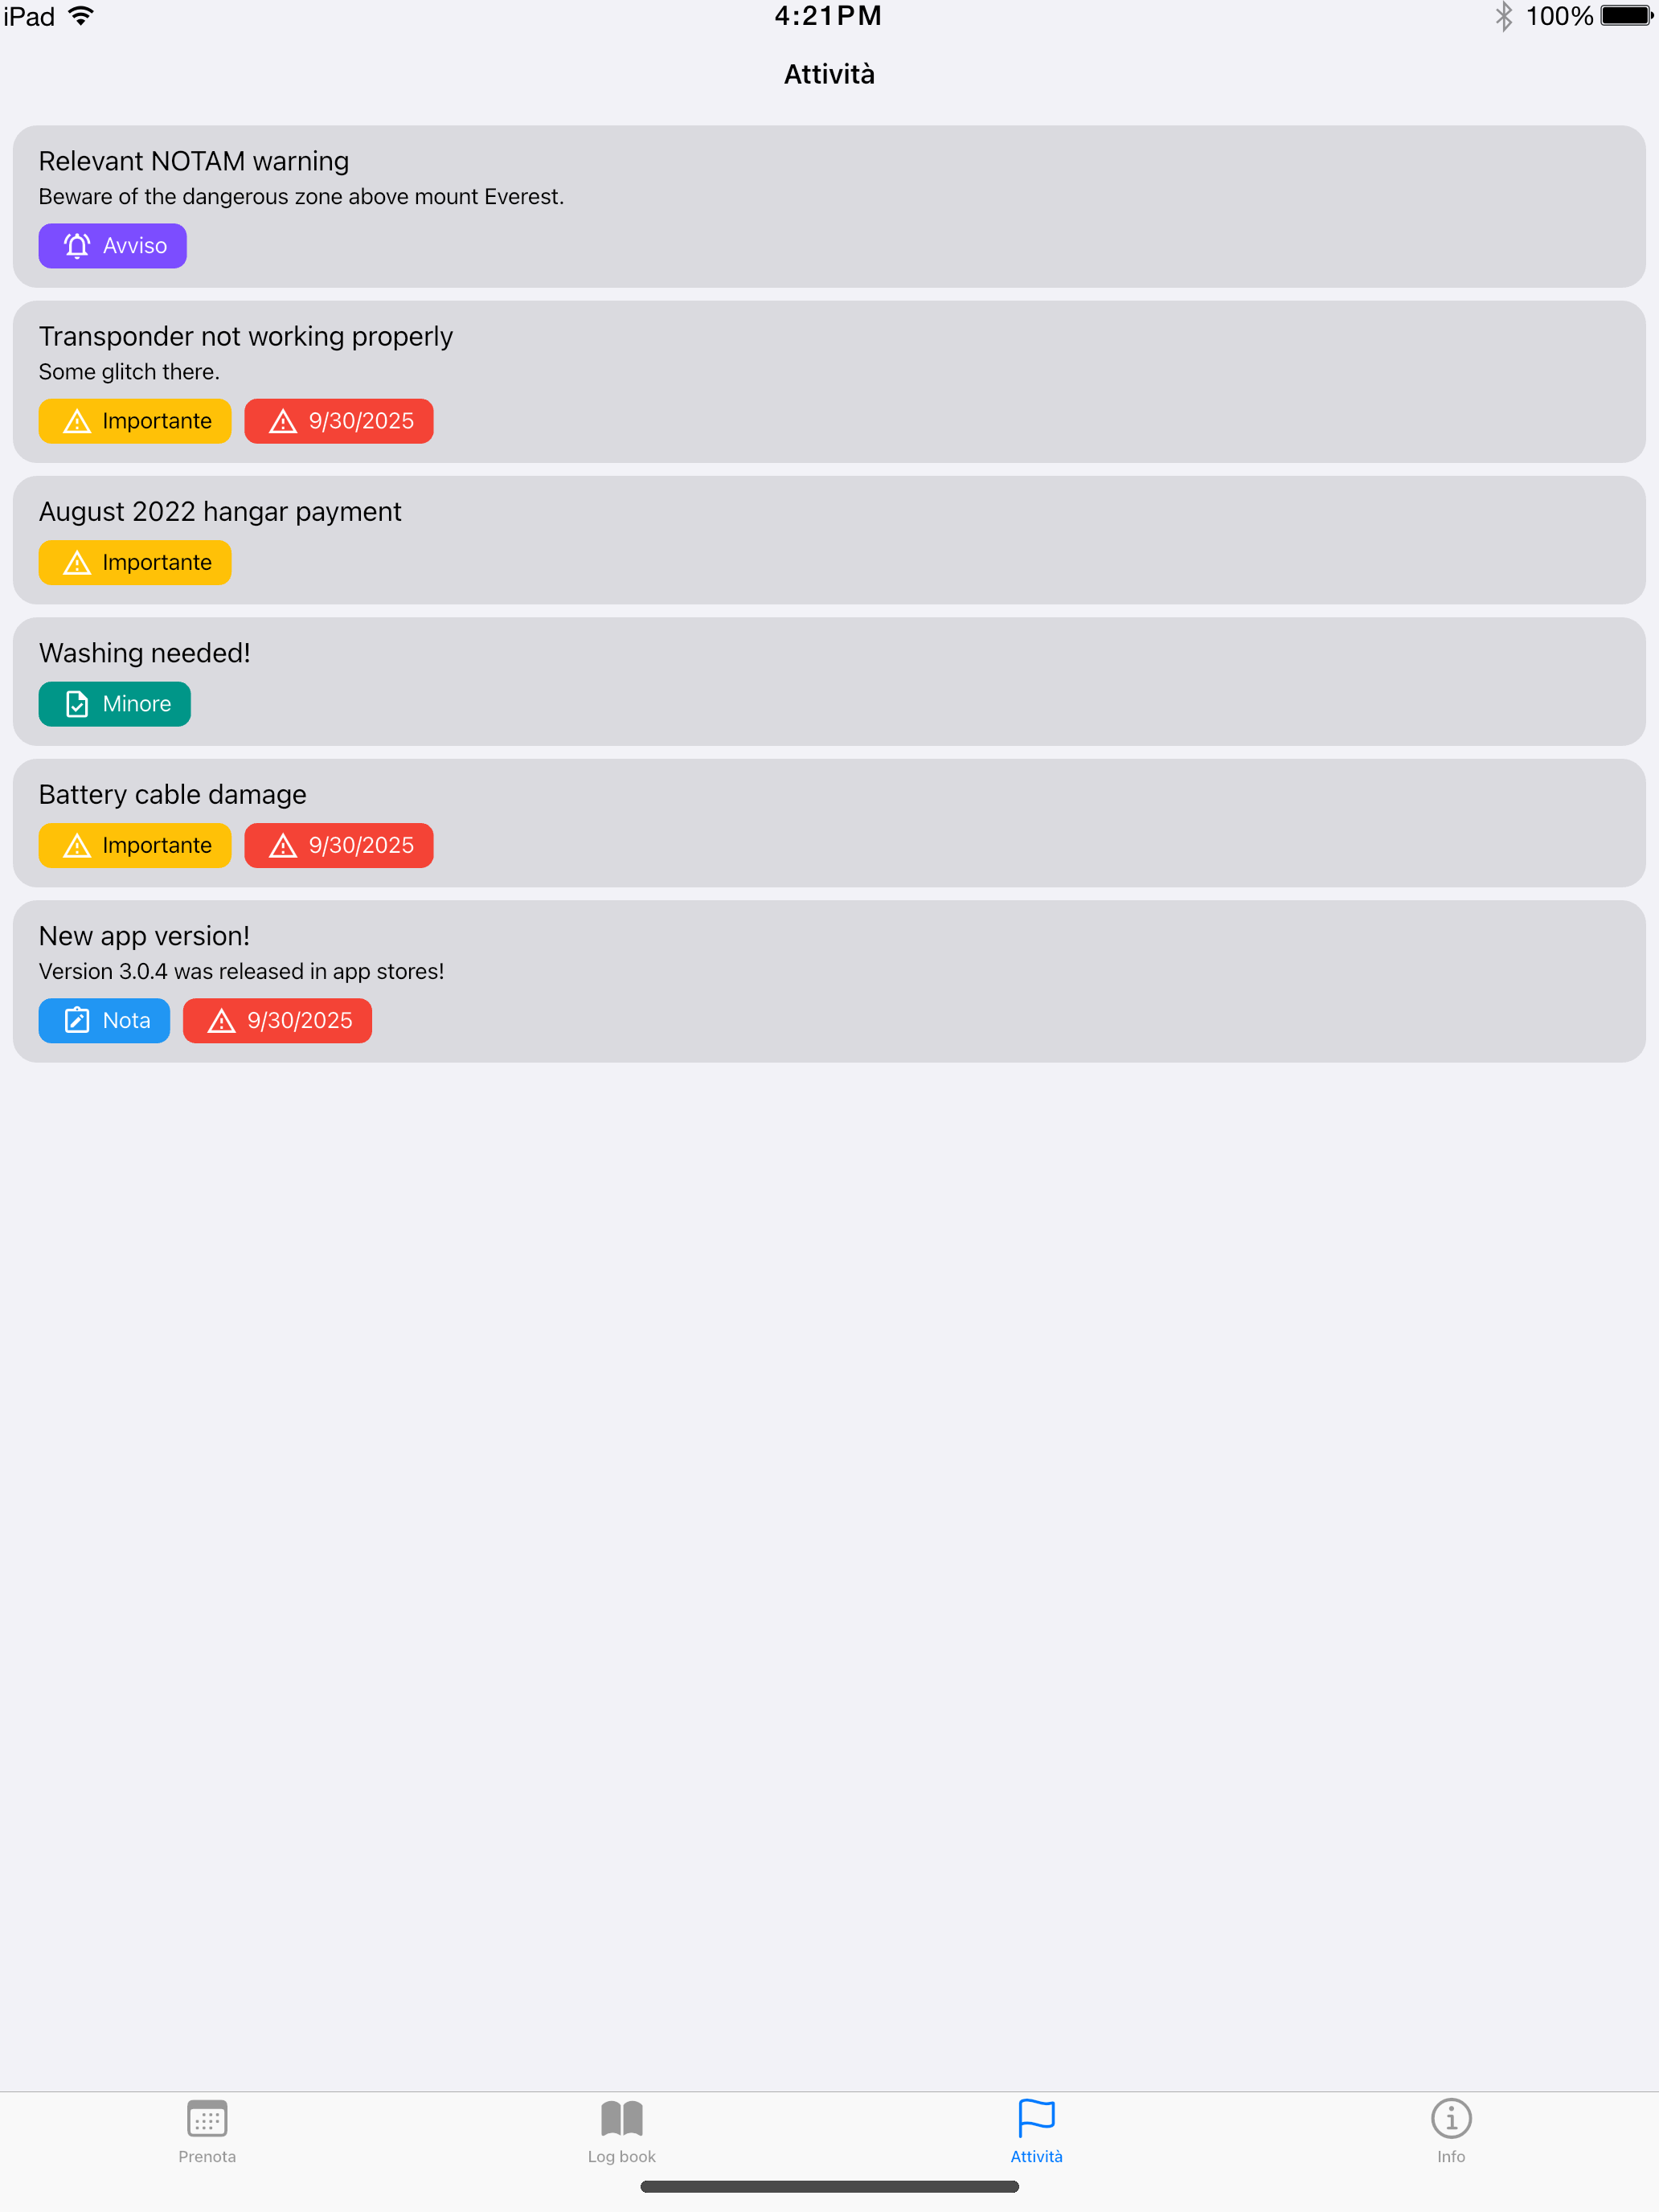 iPad 4:21PM 100%
Attività
Relevant NOTAM warning
Beware of the dangerous zone above mount Everest.
Avviso
Transponder not working properly
Some glitch there.
Importante 9/30/2025
August 2022 hangar payment
Importante
Washing needed!
Minore
Battery cable damage
Importante 9/30/2025
New app version!
Version 3.0.4 was released in app stores!
Nota 9/30/2025
Prenota Log book Attività Info